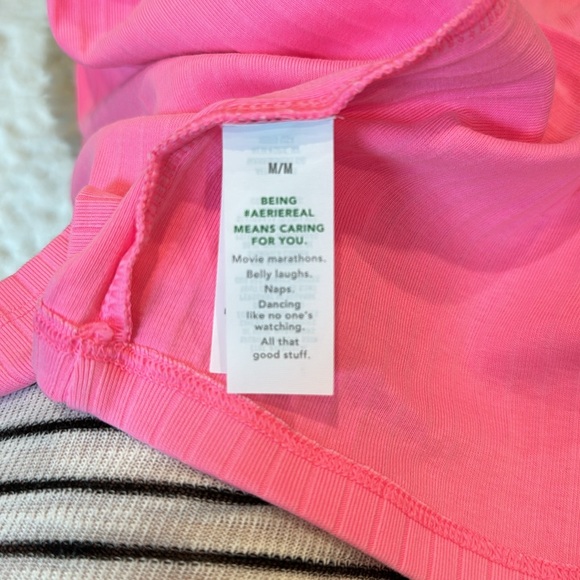 M/M
BEING
#AERIEREAL
MEANS CARING
FOR YOU.
Movie marathons.
Belly laughs.
Naps.
Dancing
like no one's
watching.
All that
good stuff.